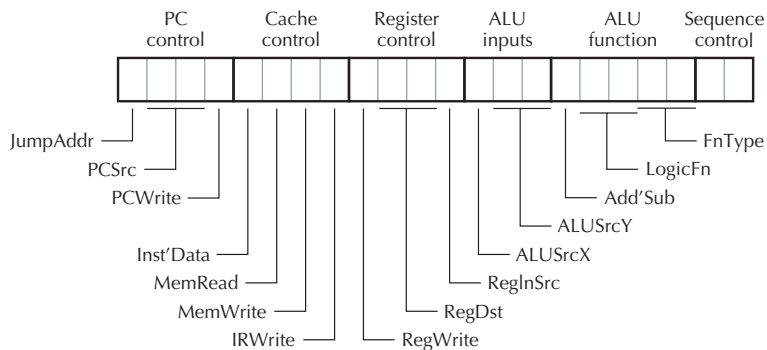 PC control
Cache control
Register control
ALU inputs
ALU function
Sequence control
JumpAddr
PCSrc
PCWrite
Inst'Data
MemRead
MemWrite
IRWrite
FnType
LogicFn
Add'Sub
ALUSrcY
ALUSrcX
RegInSrc
RegDst
RegWrite